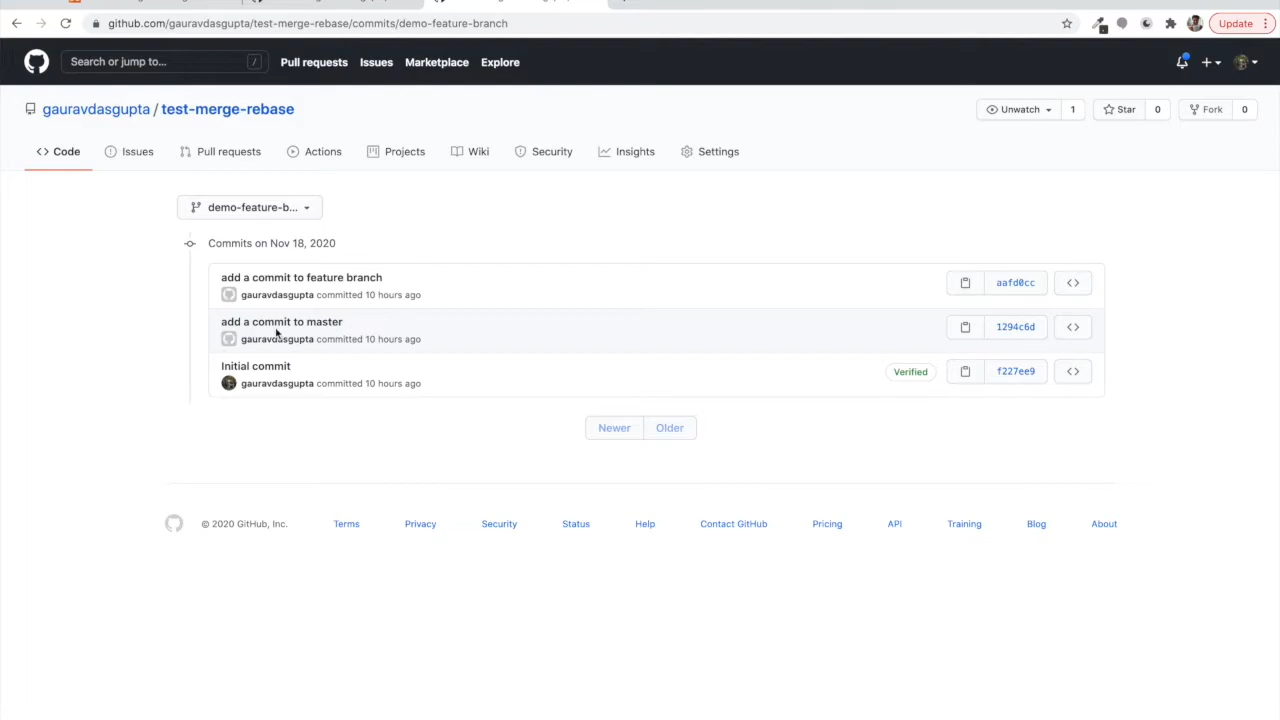 github.com/gauravdasgupta/test-merge-rebase/commits/demo-feature-branch
Update
Search or jump to... /
Pull requests Issues Marketplace Explore
gauravdasgupta / test-merge-rebase
Unwatch 1 Star 0 Fork 0
Code Issues Pull requests Actions Projects Wiki Security Insights Settings
demo-feature-b...
Commits on Nov 18, 2020
add a commit to feature branch
gauravdasgupta committed 10 hours ago
aafd0cc
add a commit to master
gauravdasgupta committed 10 hours ago
1294c6d
Initial commit
gauravdasgupta committed 10 hours ago
Verified f227ee9
Newer Older
© 2020 GitHub, Inc. Terms Privacy Security Status Help Contact GitHub Pricing API Training Blog About